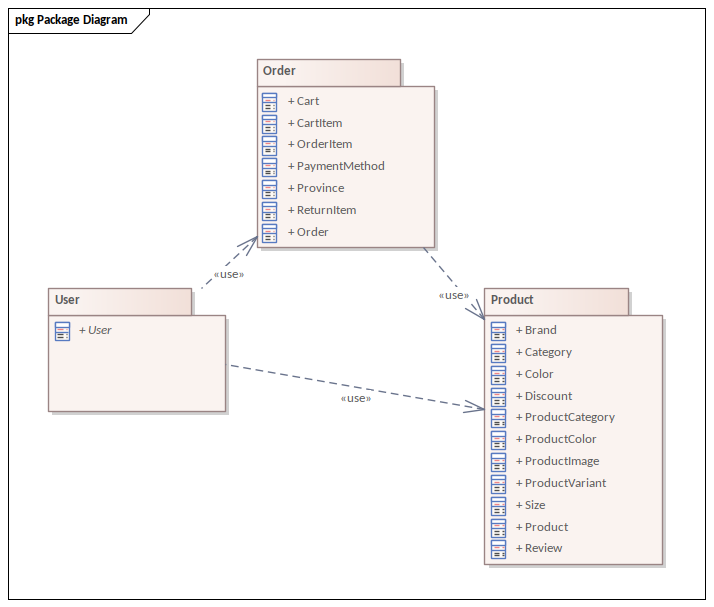 pkg Package Diagram
Order
+ Cart
+ CartItem
+ OrderItem
+ PaymentMethod
+ Province
+ ReturnItem
+ Order
«use»
«use»
User
+ User
«use»
Product
+ Brand
+ Category
+ Color
+ Discount
+ ProductCategory
+ ProductColor
+ ProductImage
+ ProductVariant
+ Size
+ Product
+ Review